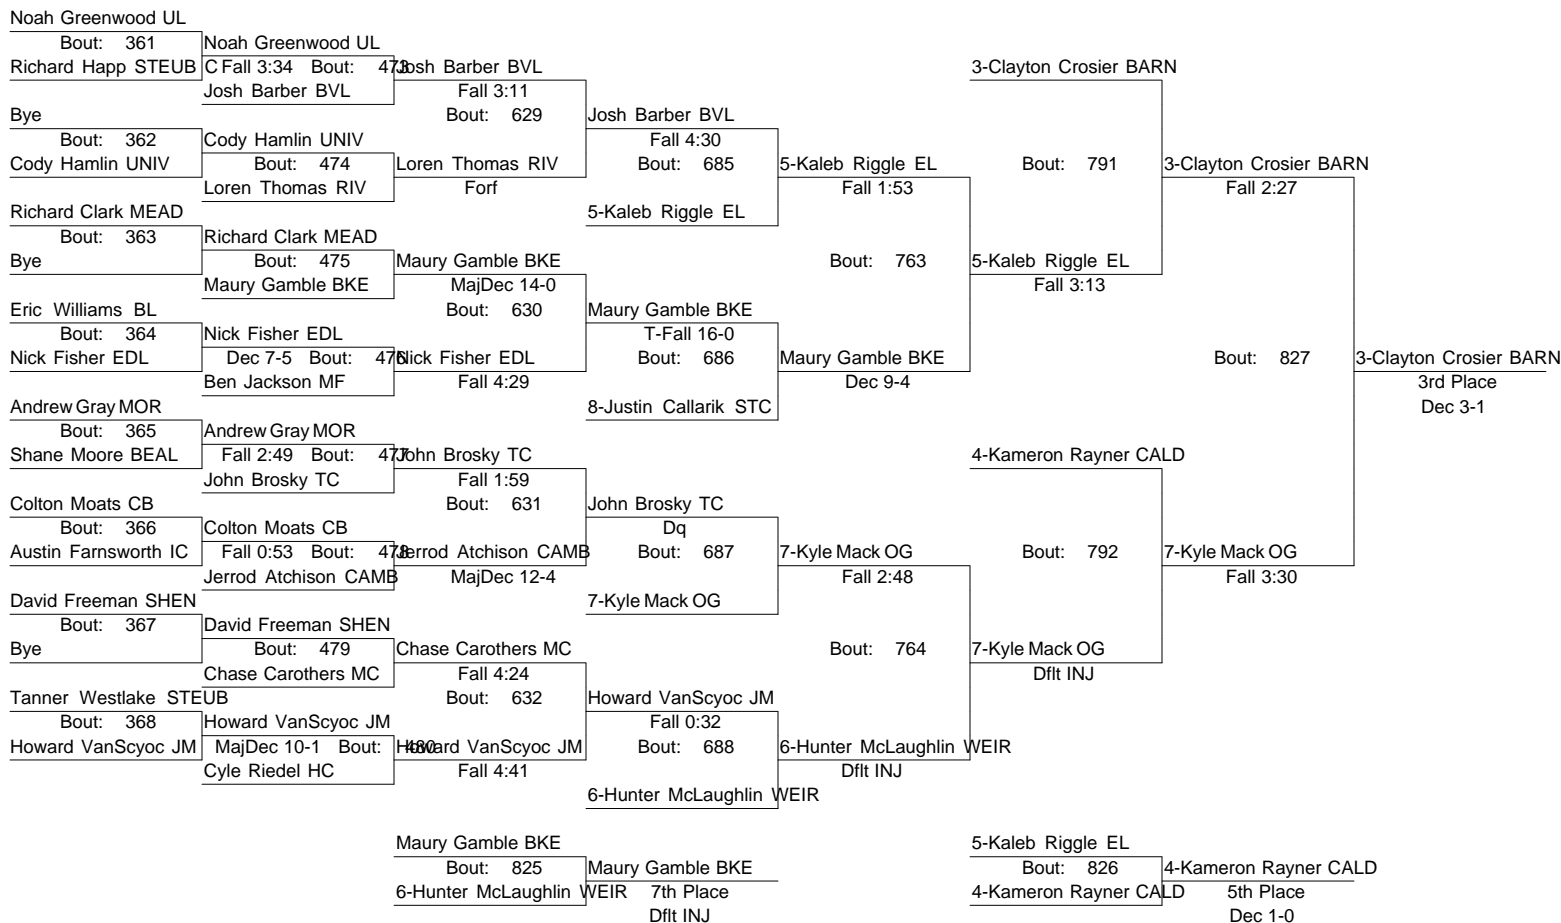 Noah Greenwood UL
Bout: 361
Noah Greenwood UL
Richard Happ STEUB C
Fall 3:34 Bout: 473
Josh Barber BVL
3-Clayton Crosier BARN
Josh Barber BVL
Fall 3:11
Bye
Bout: 629
Josh Barber BVL
Bout: 362
Cody Hamlin UNIV
Fall 4:30
Cody Hamlin UNIV
Bout: 474
Loren Thomas RIV
Bout: 685
5-Kaleb Riggle EL
Bout: 791
3-Clayton Crosier BARN
Loren Thomas RIV
Forf
Fall 1:53
Fall 2:27
Richard Clark MEAD
5-Kaleb Riggle EL
Bout: 363
Richard Clark MEAD
Bye
Bout: 475
Maury Gamble BKE
Bout: 763
5-Kaleb Riggle EL
Maury Gamble BKE
MajDec 14-0
Fall 3:13
Eric Williams BL
Bout: 630
Maury Gamble BKE
Bout: 364
Nick Fisher EDL
T-Fall 16-0
Nick Fisher EDL
Dec 7-5 Bout: 476
Nick Fisher EDL
Bout: 686
Maury Gamble BKE
Bout: 827
3-Clayton Crosier BARN
Ben Jackson MF
Fall 4:29
Dec 9-4
3rd Place
Andrew Gray MOR
8-Justin Callarik STC
Dec 3-1
Bout: 365
Andrew Gray MOR
Shane Moore BEAL
Fall 2:49 Bout: 477
John Brosky TC
4-Kameron Rayner CALD
John Brosky TC
Fall 1:59
Colton Moats CB
Bout: 631
John Brosky TC
Bout: 366
Colton Moats CB
Dq
Austin Farnsworth IC
Fall 0:53 Bout: 478
Jerrod Atchison CAMB
Bout: 687
7-Kyle Mack OG
Bout: 792
7-Kyle Mack OG
Jerrod Atchison CAMB
MajDec 12-4
Fall 2:48
Fall 3:30
David Freeman SHEN
7-Kyle Mack OG
Bout: 367
David Freeman SHEN
Bye
Bout: 479
Chase Carothers MC
Bout: 764
7-Kyle Mack OG
Chase Carothers MC
Fall 4:24
Dflt INJ
Tanner Westlake STEUB
Bout: 632
Howard VanScyoc JM
Bout: 368
Howard VanScyoc JM
Fall 0:32
Howard VanScyoc JM
MajDec 10-1 Bout: 480
Howard VanScyoc JM
Bout: 688
6-Hunter McLaughlin WEIR
Cyle Riedel HC
Fall 4:41
Dflt INJ
6-Hunter McLaughlin WEIR
Maury Gamble BKE
5-Kaleb Riggle EL
Bout: 825
Maury Gamble BKE
Bout: 826
4-Kameron Rayner CALD
6-Hunter McLaughlin WEIR
7th Place
4-Kameron Rayner CALD
5th Place
Dflt INJ
Dec 1-0